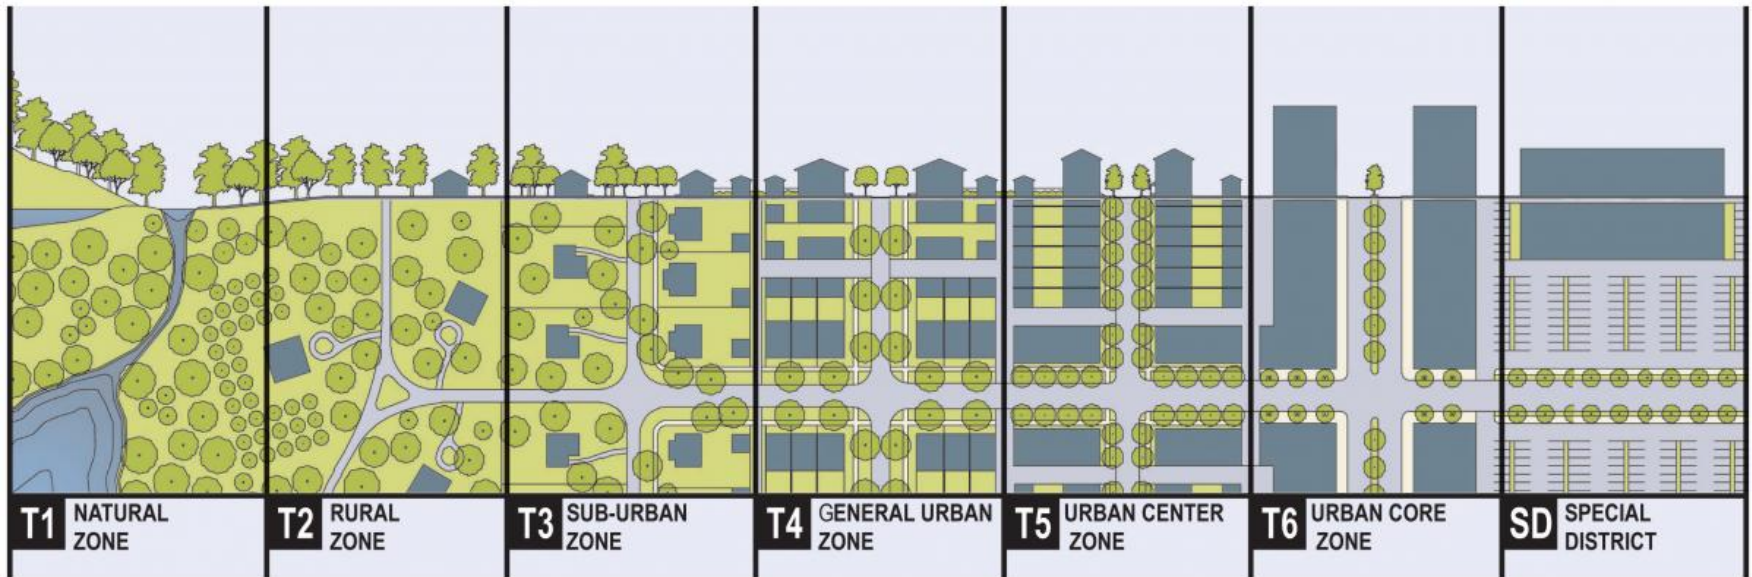 T1 NATURAL
ZONE
T2 RURAL
ZONE
T3 SUB-URBAN
ZONE
T4 GENERAL URBAN
ZONE
T5 URBAN CENTER
ZONE
T6 URBAN CORE
ZONE
SD SPECIAL
DISTRICT